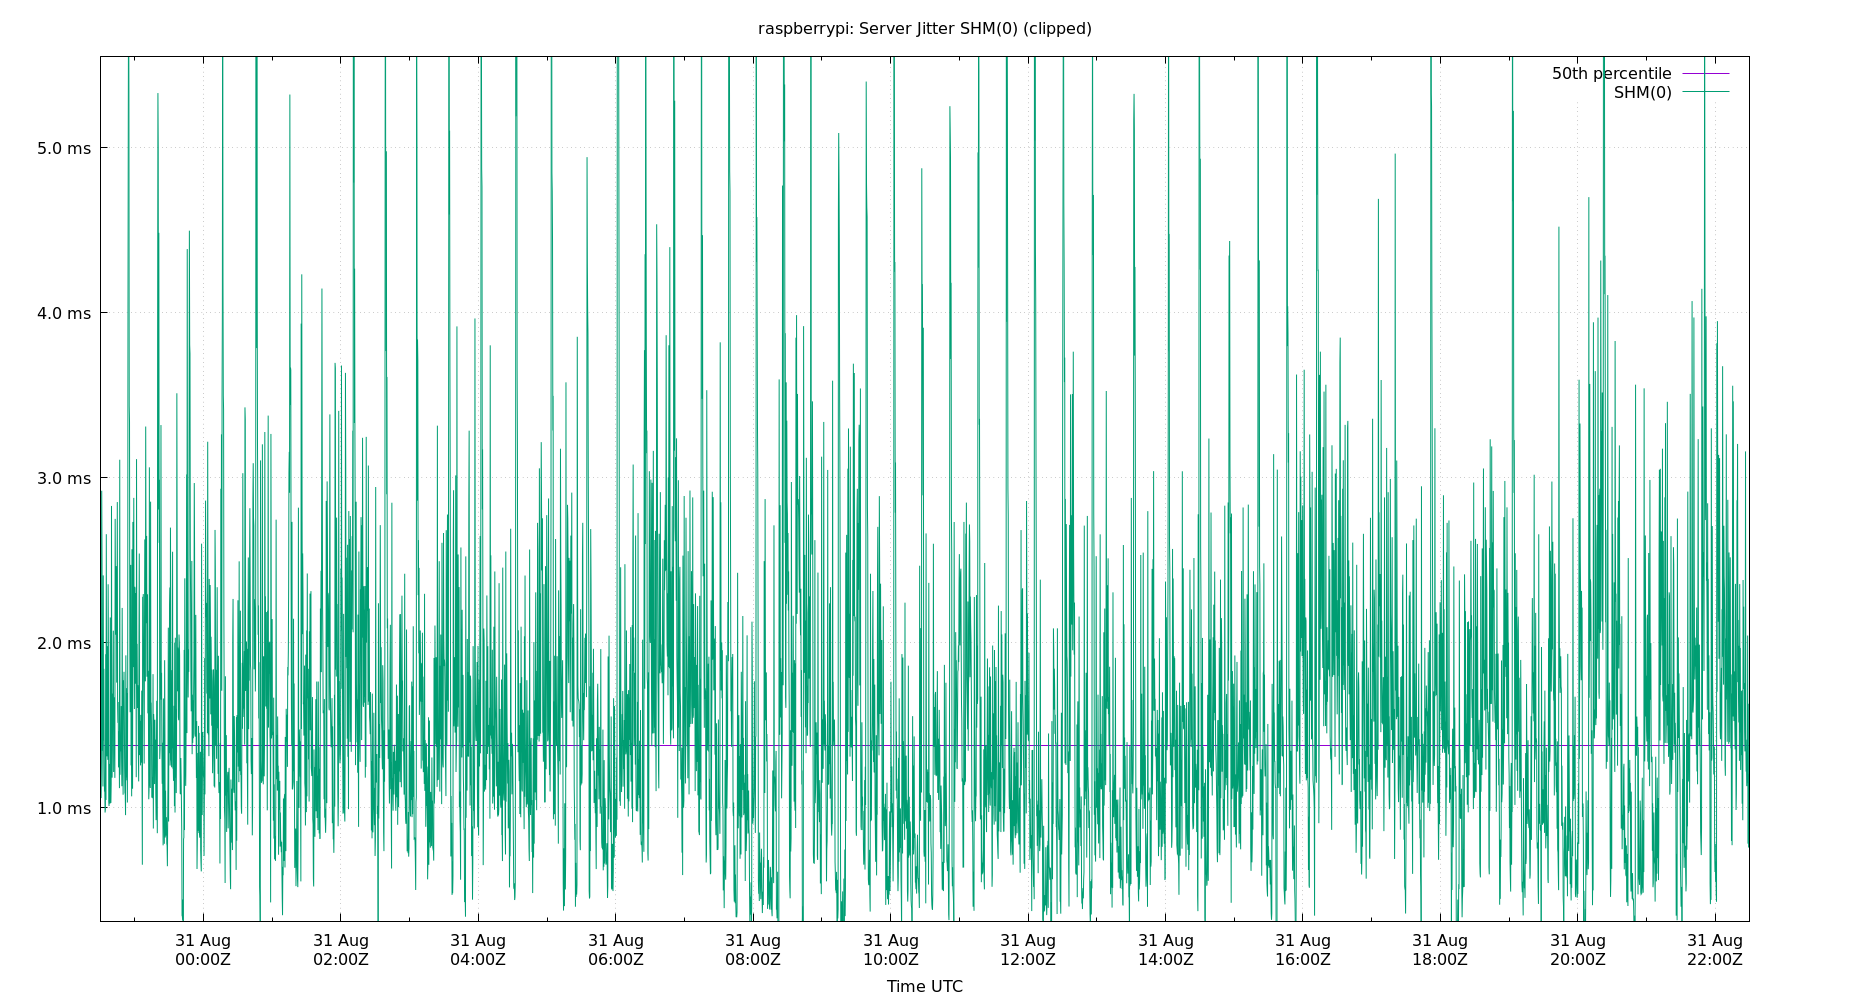 raspberrypi: Server Jitter SHM(0) (clipped)
50th percentile
SHM(0)
5.0 ms
4.0 ms
3.0 ms
2.0 ms
1.0 ms
31 Aug 31 Aug 31 Aug 31 Aug 31 Aug 31 Aug 31 Aug 31 Aug 31 Aug 31 Aug 31 Aug 31 Aug
00:00Z 02:00Z 04:00Z 06:00Z 08:00Z 10:00Z 12:00Z 14:00Z 16:00Z 18:00Z 20:00Z 22:00Z
Time UTC